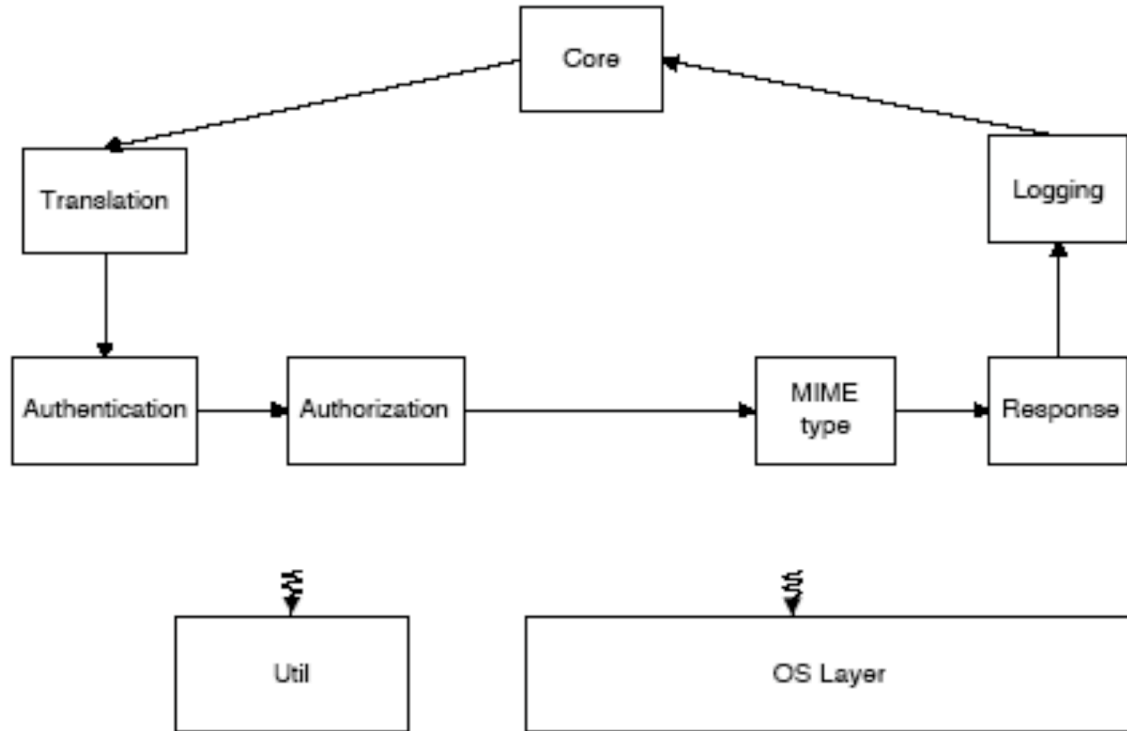 Core
Translation
Logging
Authentication
Authorization
MIME
type
Response
Util
OS Layer